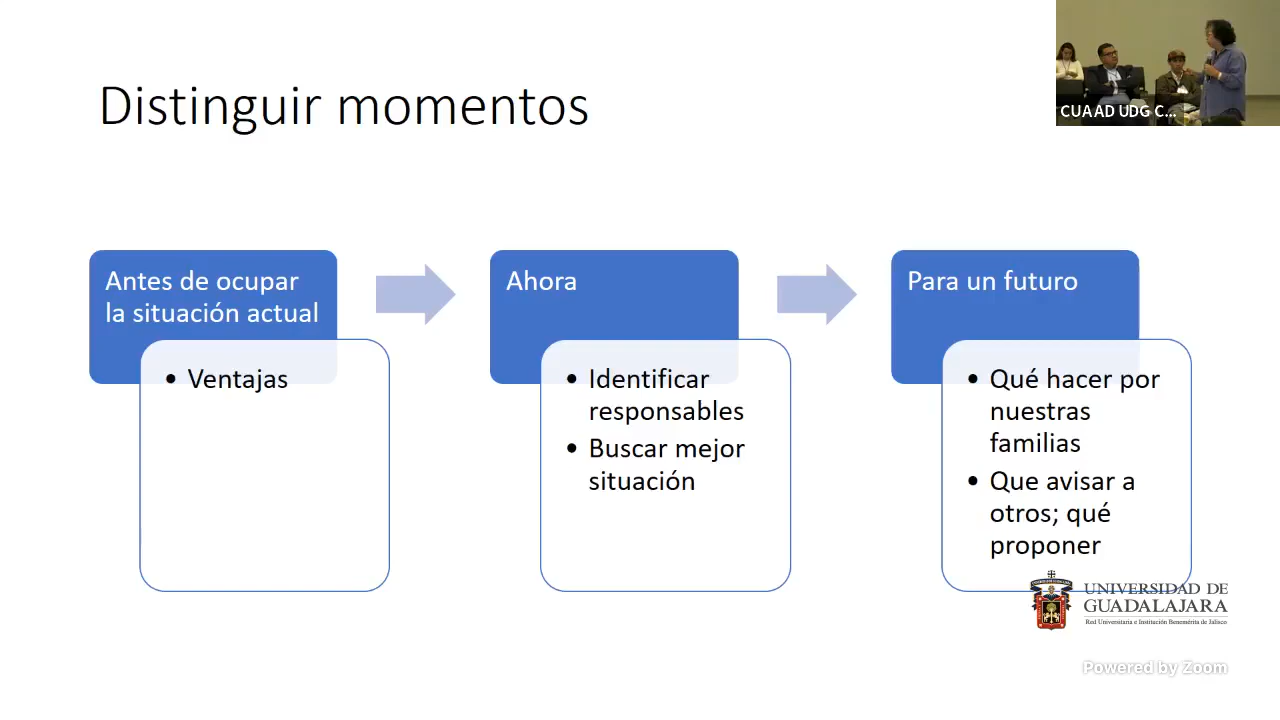 Distinguir momentos
CUAAD UDG C...
Antes de ocupar
la situación actual
• Ventajas
Ahora
• Identificar
responsables
• Buscar mejor
situación
Para un futuro
• Qué hacer por
nuestras
familias
• Que avisar a
otros; qué
proponer
UNIVERSIDAD DE
GUADALAJARA
Red Universitaria e Institución Benemérita de Jalisco
Powered by Zoom